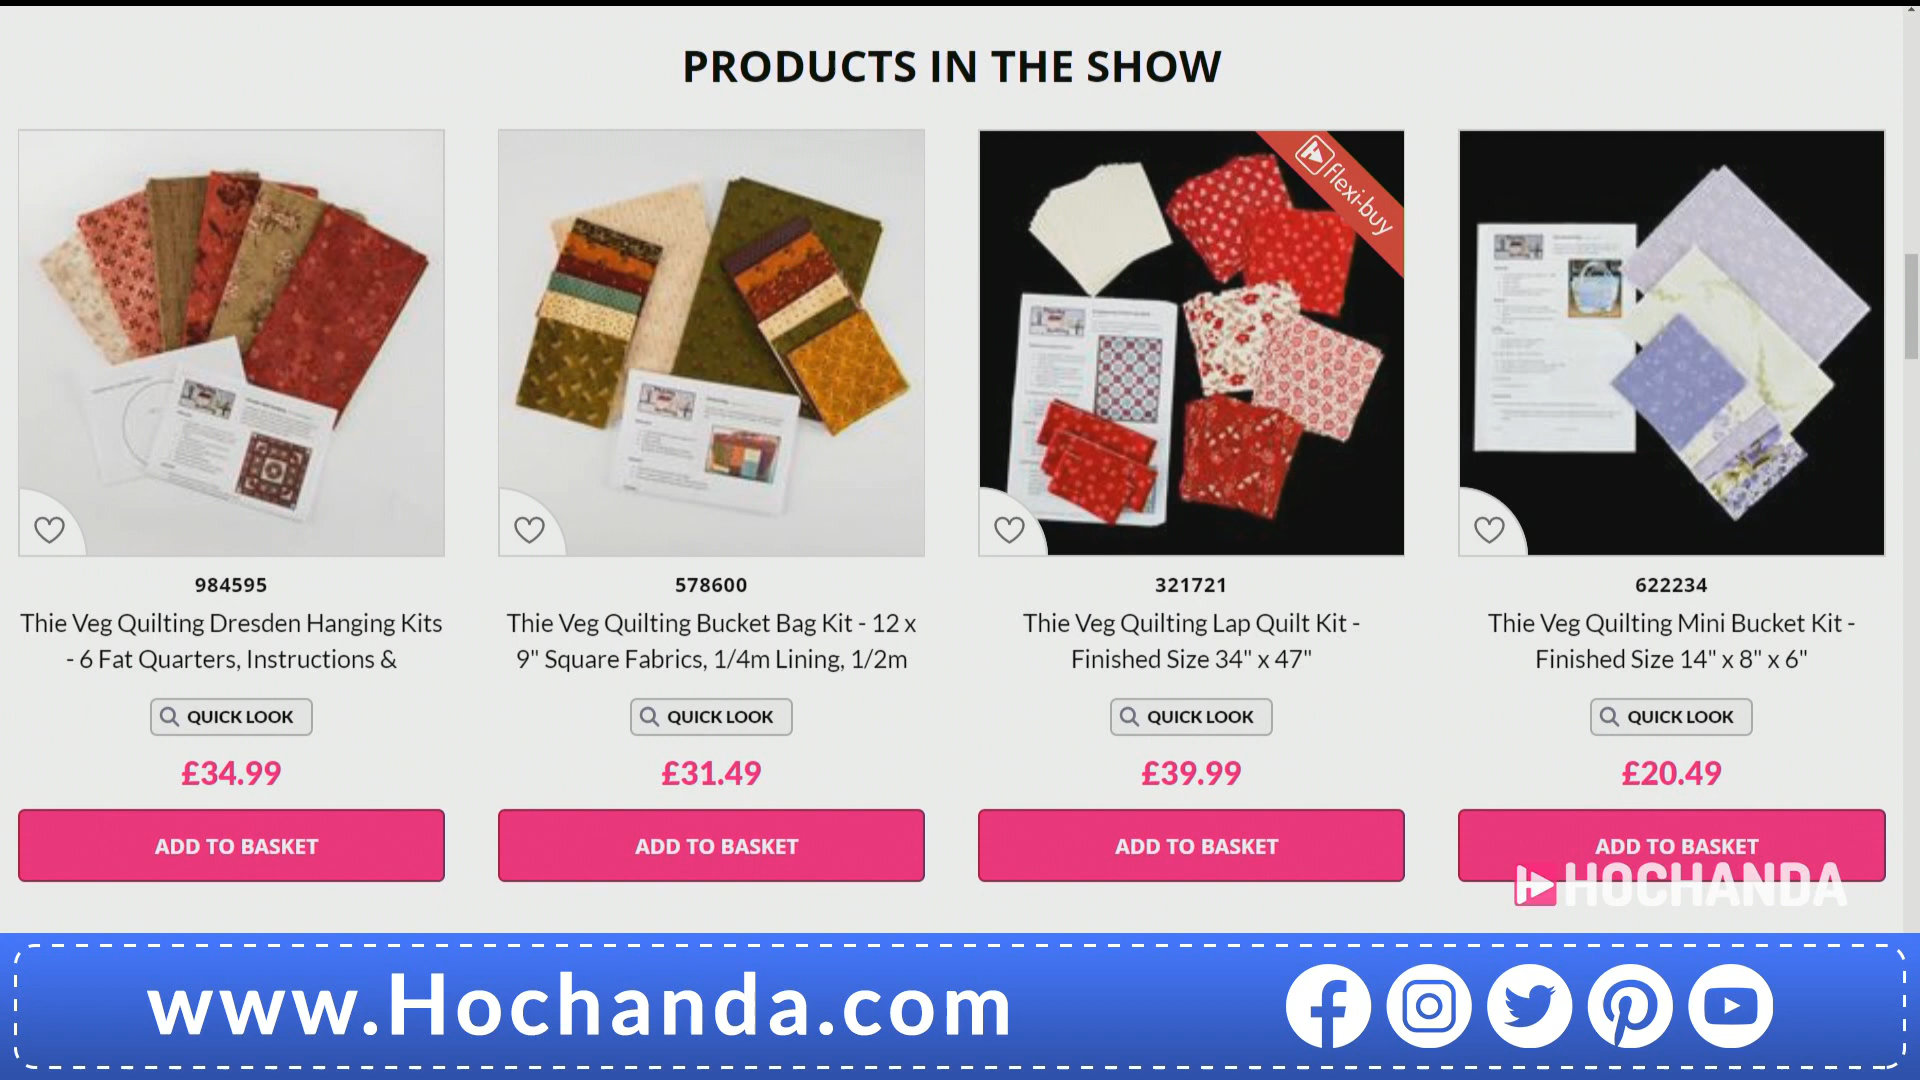 PRODUCTS IN THE SHOW
flexi-buy
984595
Thie Veg Quilting Dresden Hanging Kits
- 6 Fat Quarters, Instructions &
QUICK LOOK
£34.99
ADD TO BASKET
578600
Thie Veg Quilting Bucket Bag Kit - 12 x
9" Square Fabrics, 1/4m Lining, 1/2m
QUICK LOOK
£31.49
ADD TO BASKET
321721
Thie Veg Quilting Lap Quilt Kit -
Finished Size 34" x 47"
QUICK LOOK
£39.99
ADD TO BASKET
622234
Thie Veg Quilting Mini Bucket Kit -
Finished Size 14" x 8" x 6"
QUICK LOOK
£20.49
ADD TO BASKET
HOCHANDA
www.Hochanda.com